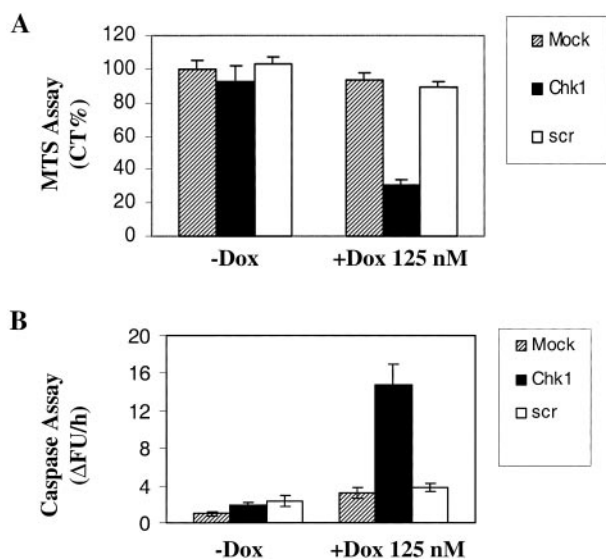 A
MTS Assay
(CT%)
120
100
80
60
40
20
0
-Dox
+Dox 125 nM
Mock
Chk1
scr
B
Caspase Assay
(ΔFU/h)
20
16
12
8
4
0
-Dox
+Dox 125 nM
Mock
Chk1
scr